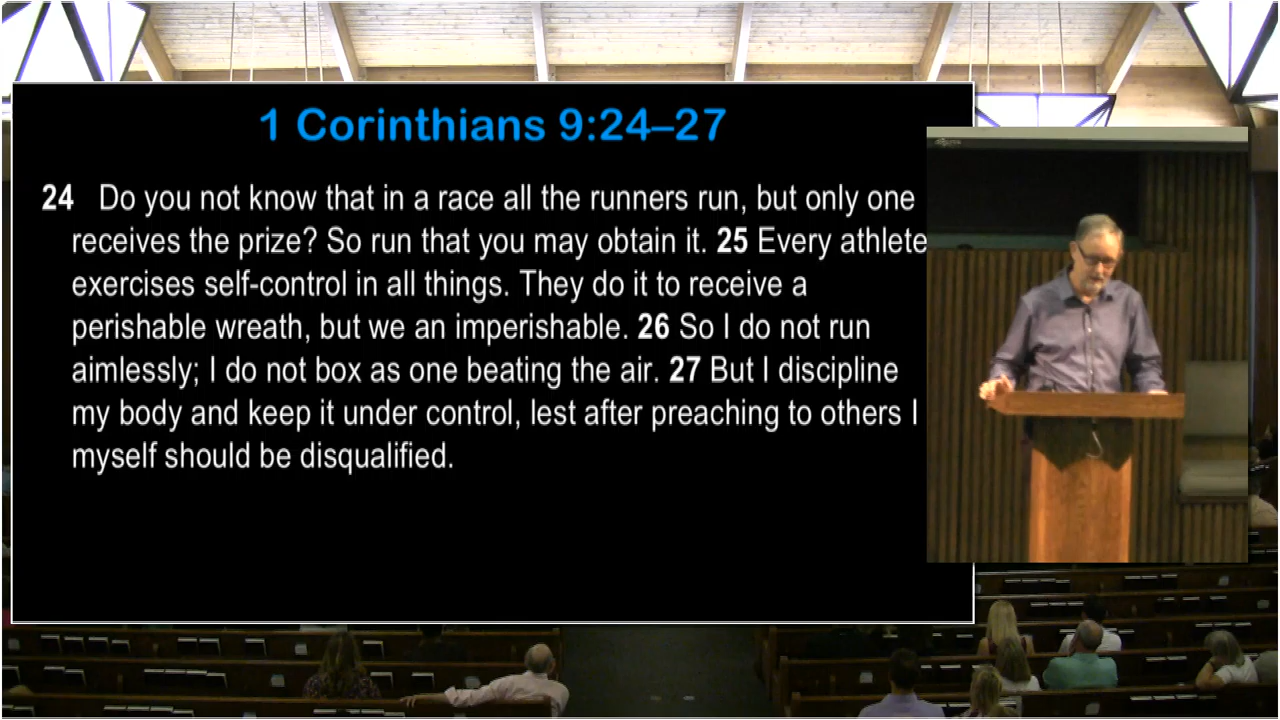 1 Corinthians 9:24–27
24 Do you not know that in a race all the runners run, but only one
receives the prize? So run that you may obtain it. 25 Every athlete
exercises self-control in all things. They do it to receive a
perishable wreath, but we an imperishable. 26 So I do not run
aimlessly; I do not box as one beating the air. 27 But I discipline
my body and keep it under control, lest after preaching to others I
myself should be disqualified.